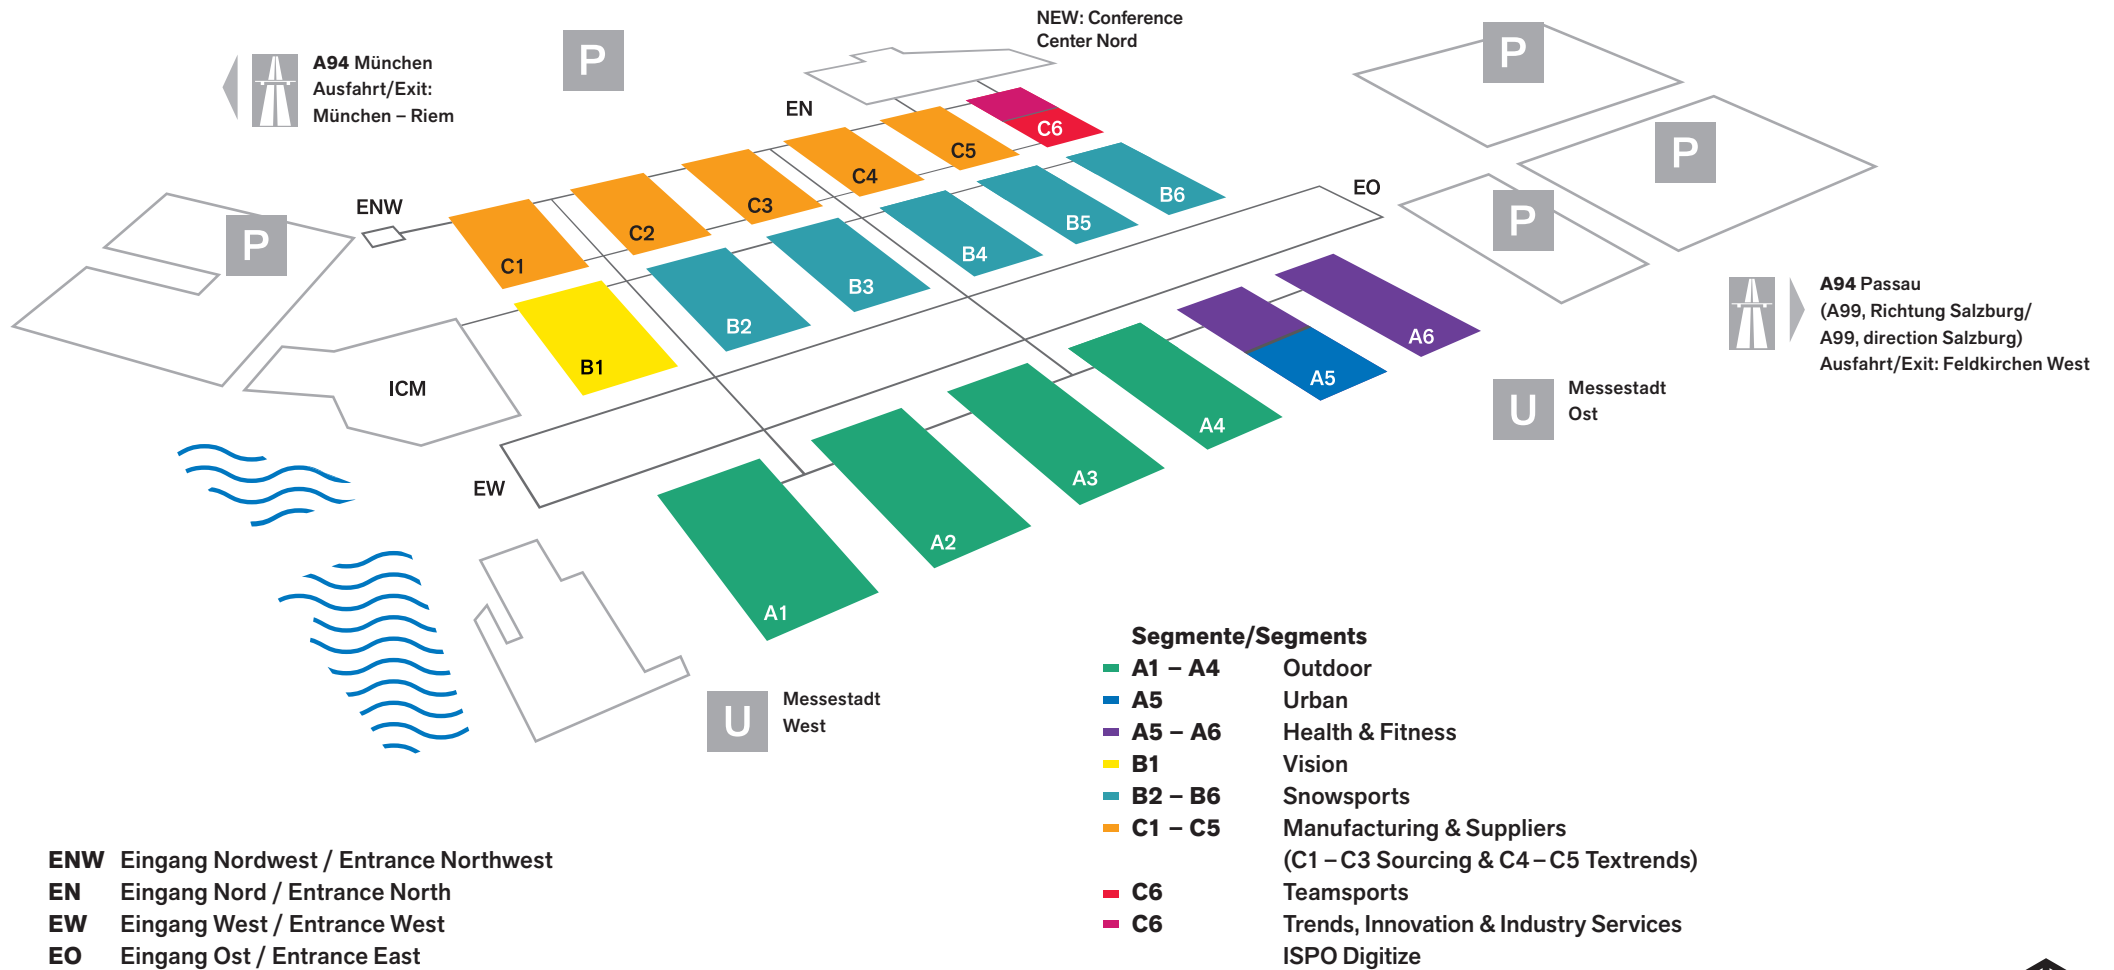 NEW: Conference
Center Nord
P
P
A94 München
Ausfahrt/Exit:
München – Riem
EN
C6
P
C5
C4
B6
EO
C3
ENW
C2
B5
P
P
B4
C1
B3
A94 Passau
(A99, Richtung Salzburg/
A99, direction Salzburg)
Ausfahrt/Exit: Feldkirchen West
B2
A6
B1
A5
ICM
U
Messestadt
Ost
A4
A3
EW
A2
A1
U
Messestadt
West
Segmente/Segments
A1 – A4 Outdoor
A5 Urban
A5 – A6 Health & Fitness
B1 Vision
B2 – B6 Snowsports
C1 – C5 Manufacturing & Suppliers
(C1 – C3 Sourcing & C4 – C5 Textrends)
C6 Teamsports
C6 Trends, Innovation & Industry Services
ISPO Digitize
ENW Eingang Nordwest / Entrance Northwest
EN Eingang Nord / Entrance North
EW Eingang West / Entrance West
EO Eingang Ost / Entrance East